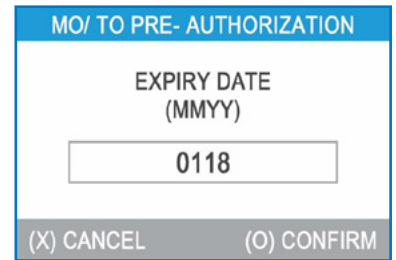 MO/ TO PRE- AUTHORIZATION
EXPIRY DATE
(MMYY)
0118
(X) CANCEL (O) CONFIRM